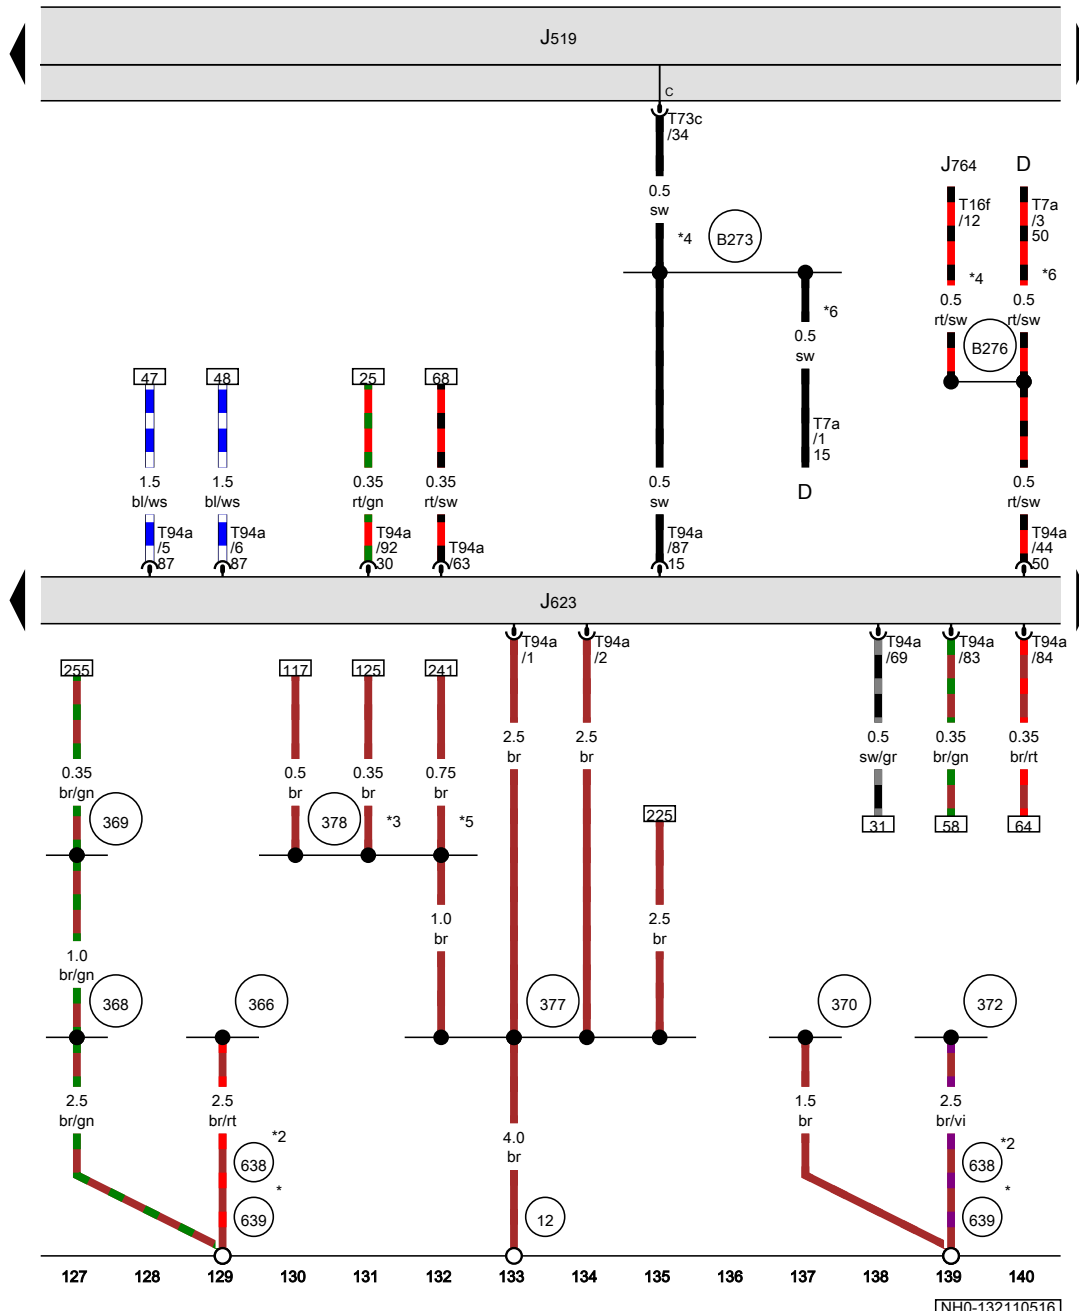 J519
C
T73c
/34
J764
D
0.5
sw
T16f
/12
T7a
/3
50
*4
B273
*4
*6
*6
0.5
rt/sw
0.5
rt/sw
0.5
sw
B276
47
48
25
68
T7a
/1
15
1.5
bl/ws
1.5
bl/ws
0.35
rt/gn
0.35
rt/sw
0.5
sw
D
0.5
rt/sw
T94a
/5
87
T94a
/6
87
T94a
/92
30
T94a
/63
T94a
/87
15
T94a
/44
50
J623
T94a
/1
T94a
/2
T94a
/69
T94a
/83
T94a
/84
255
117
125
241
2.5
br
2.5
br
0.5
sw/gr
0.35
br/gn
0.35
br/rt
0.35
br/gn
0.5
br
0.35
br
0.75
br
369
378
*3
*5
225
31
58
64
1.0
br
2.5
br
1.0
br/gn
368
366
377
370
372
2.5
br/gn
2.5
br/rt
4.0
br
1.5
br
2.5
br/vi
*2
638
*
639
12
*2
638
*
639
127 128 129 130 131 132 133 134 135 136 137 138 139 140
NH0-132110516